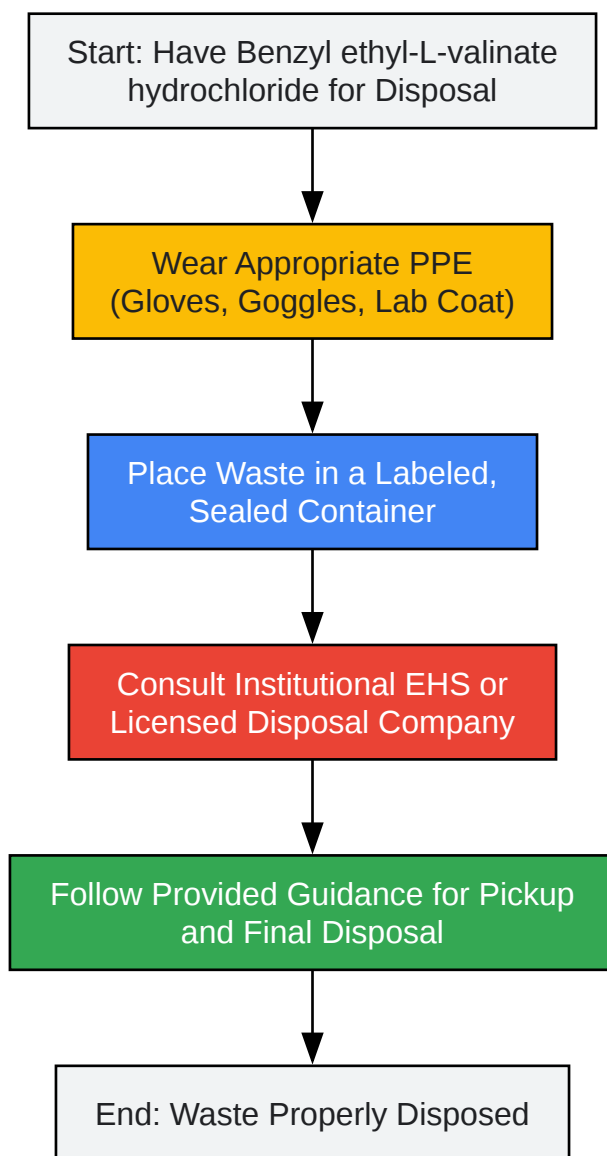 Start: Have Benzyl ethyl-L-valinate
hydrochloride for Disposal
Wear Appropriate PPE
(Gloves, Goggles, Lab Coat)
Place Waste in a Labeled,
Sealed Container
Consult Institutional EHS or
Licensed Disposal Company
Follow Provided Guidance for Pickup
and Final Disposal
End: Waste Properly Disposed